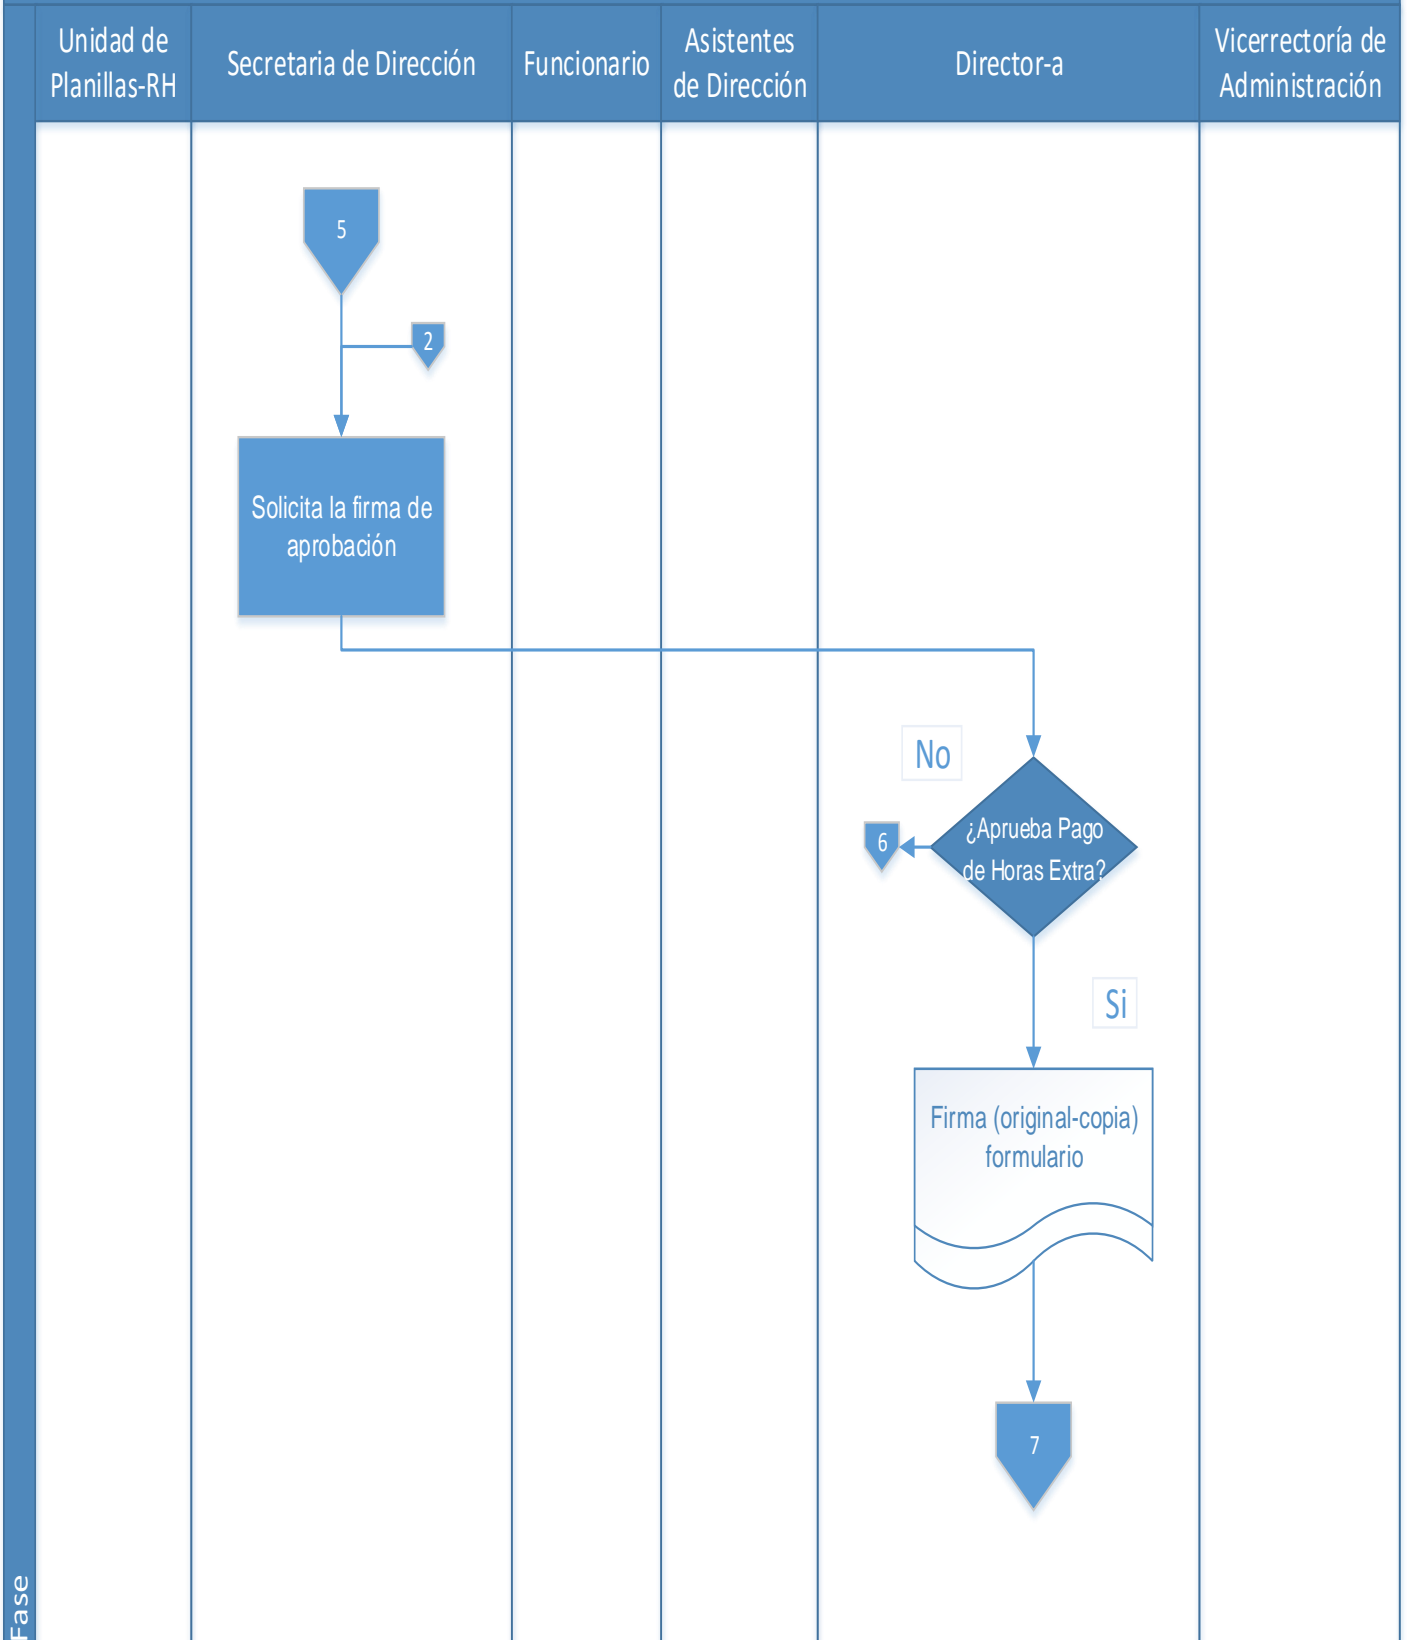 Unidad de
Planillas-RH
Secretaria de Dirección
Funcionario
Asistentes
de Dirección
Director-a
Vicerrectoría de
Administración
5
2
Solicita la firma de
aprobación
No
¿Aprueba Pago
de Horas Extra?
6
Si
Firma (original-copia)
formulario
7
Fase